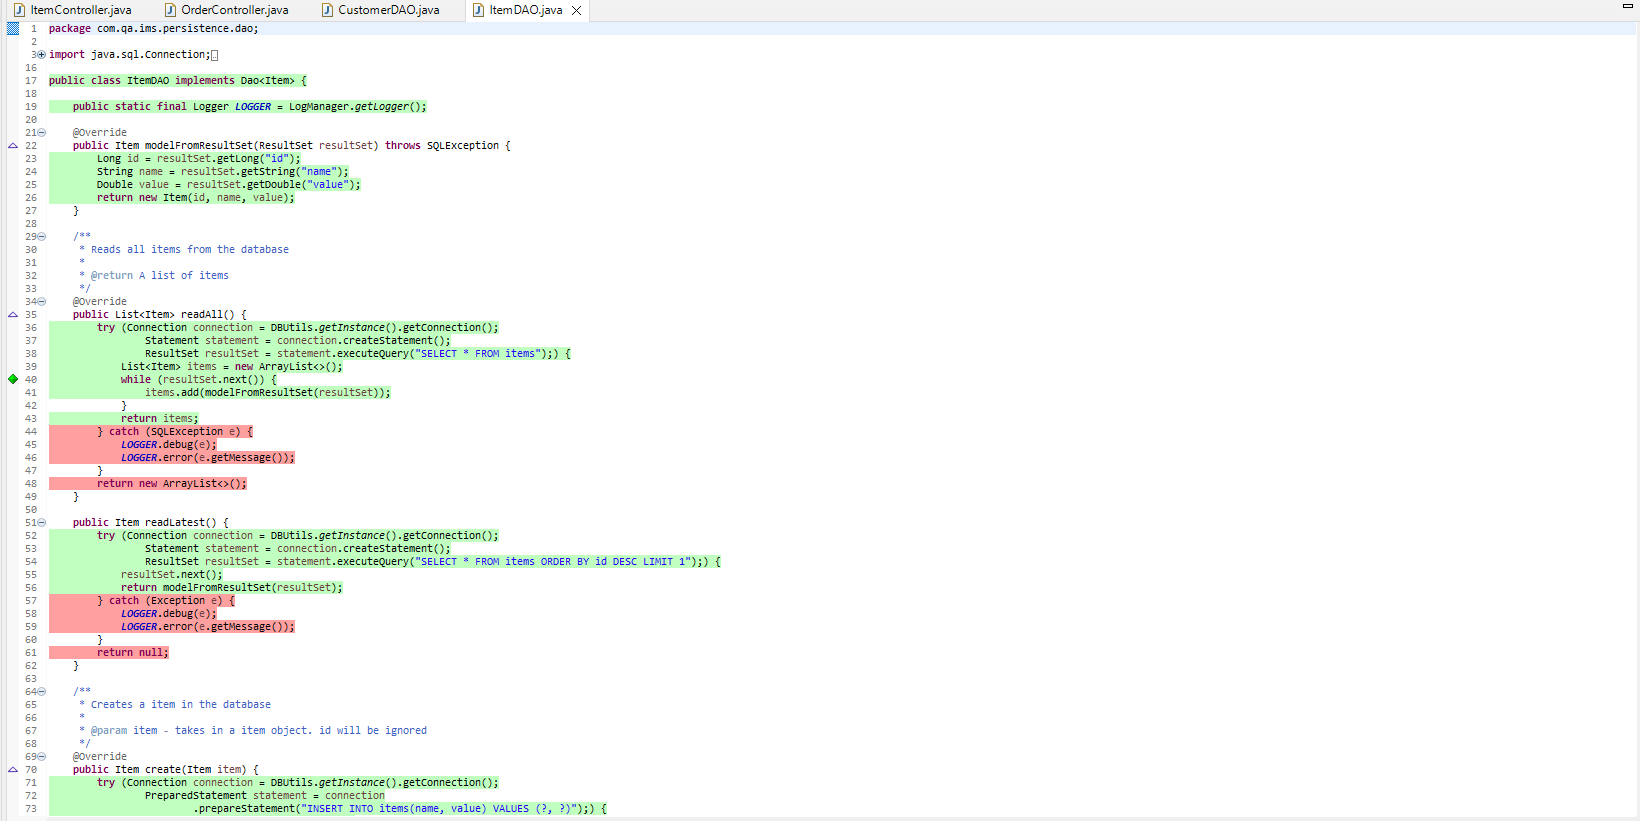 ItemController.java OrderController.java CustomerDAO.java ItemDAO.java
1 package com.qa.ims.persistence.dao;
2
3 import java.sql.Connection;
16
17 public class ItemDAO implements Dao<Item> {
18
19     public static final Logger LOGGER = LogManager.getLogger();
20
21     @Override
22     public Item modelFromResultSet(ResultSet resultSet) throws SQLException {
23         Long id = resultSet.getLong("id");
24         String name = resultSet.getString("name");
25         Double value = resultSet.getDouble("value");
26         return new Item(id, name, value);
27     }
28
29     /**
30      * Reads all items from the database
31      *
32      * @return A list of items
33      */
34     @Override
35     public List<Item> readAll() {
36         try (Connection connection = DBUtils.getInstance().getConnection();
37                 Statement statement = connection.createStatement();
38                 ResultSet resultSet = statement.executeQuery("SELECT * FROM items");) {
39             List<Item> items = new ArrayList<>();
40             while (resultSet.next()) {
41                 items.add(modelFromResultSet(resultSet));
42             }
43             return items;
44         } catch (SQLException e) {
45             LOGGER.debug(e);
46             LOGGER.error(e.getMessage());
47         }
48         return new ArrayList<>();
49     }
50
51     public Item readLatest() {
52         try (Connection connection = DBUtils.getInstance().getConnection();
53                 Statement statement = connection.createStatement();
54                 ResultSet resultSet = statement.executeQuery("SELECT * FROM items ORDER BY id DESC LIMIT 1");) {
55             resultSet.next();
56             return modelFromResultSet(resultSet);
57         } catch (Exception e) {
58             LOGGER.debug(e);
59             LOGGER.error(e.getMessage());
60         }
61         return null;
62     }
63
64     /**
65      * Creates a item in the database
66      *
67      * @param item - takes in a item object. id will be ignored
68      */
69     @Override
70     public Item create(Item item) {
71         try (Connection connection = DBUtils.getInstance().getConnection();
72                 PreparedStatement statement = connection
73                         .prepareStatement("INSERT INTO items(name, value) VALUES (?, ?)");) {